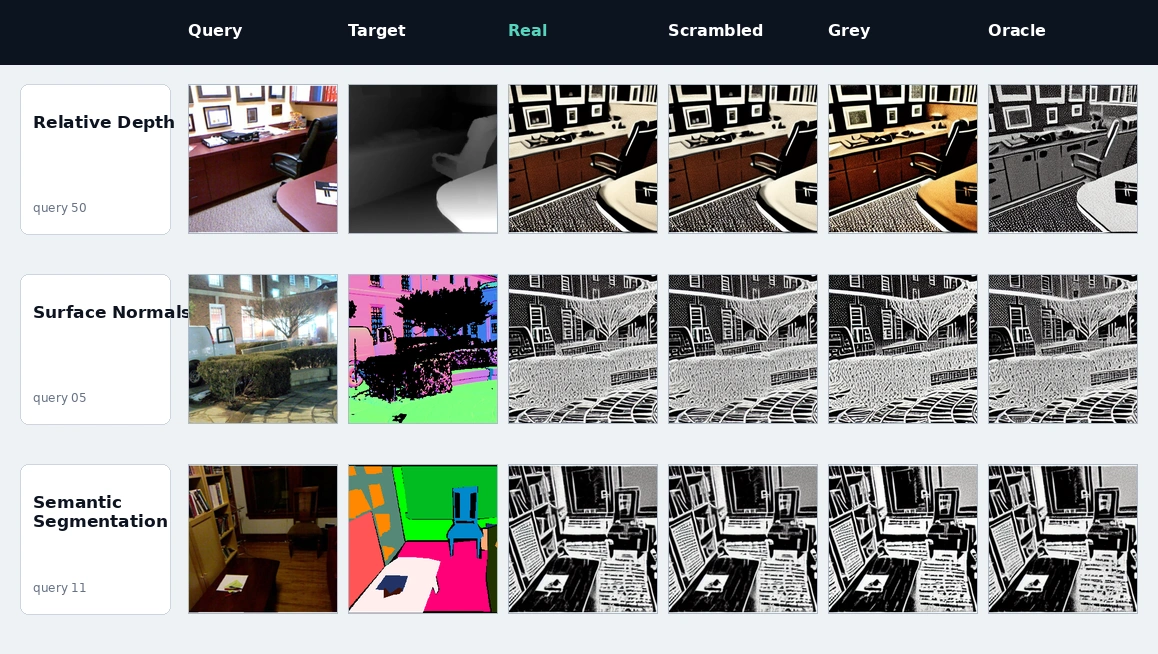 Query Target Real Scrambled Grey Oracle
Relative Depth
query 50
Surface Normals
query 05
Semantic
Segmentation
query 11